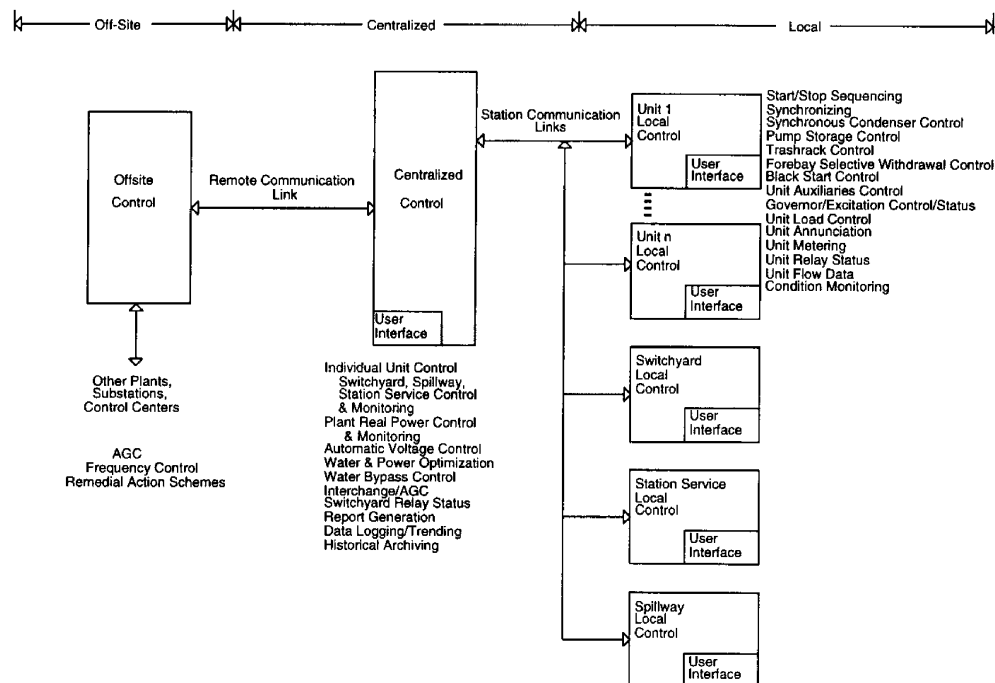 Off-Site
Centralized
Local
Offsite
Control
Remote Communication
Link
Other Plants,
Substations,
Control Centers
AGC
Frequency Control
Remedial Action Schemes
Centralized
Control
User
Interface
Individual Unit Control
Switchyard, Spillway,
Station Service Control
& Monitoring
Plant Real Power Control
& Monitoring
Automatic Voltage Control
Water & Power Optimization
Water Bypass Control
Interchange/AGC
Switchyard Relay Status
Report Generation
Data Logging/Trending
Historical Archiving
Station Communication
Links
Unit 1
Local
Control
User
Interface
Unit n
Local
Control
User
Interface
Start/Stop Sequencing
Synchronizing
Synchronous Condenser Control
Pump Storage Control
Trashrack Control
Forebay Selective Withdrawal Control
Black Start Control
Unit Auxiliaries Control
Governor/Excitation Control/Status
Unit Load Control
Unit Annunciation
Unit Metering
Unit Relay Status
Unit Flow Data
Condition Monitoring
Switchyard
Local
Control
User
Interface
Station Service
Local
Control
User
Interface
Spillway
Local
Control
User
Interface